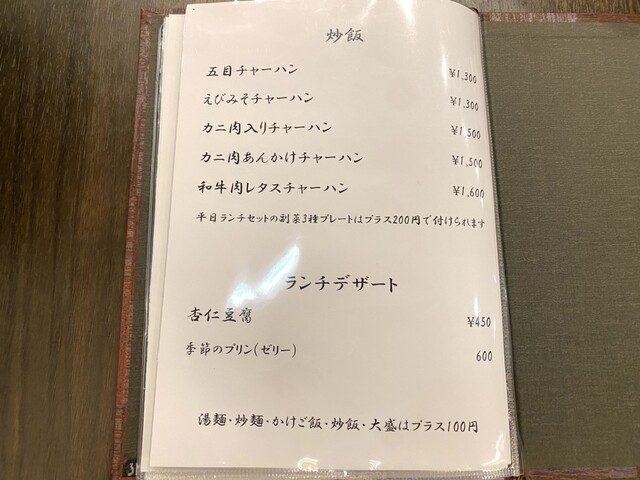 炒飯
五目チャーハン ¥1,300
えびみそチャーハン ¥1,300
カニ肉入りチャーハン ¥1,500
カニ肉あんかけチャーハン ¥1,500
和牛肉レタスチャーハン ¥1,600
平日ランチセットの副菜3種プレートはプラス200円で付けられます
ランチデザート
杏仁豆腐 ¥450
季節のプリン(ゼリー) 600
湯麺・炒麺・かけご飯・炒飯・大盛はプラス100円